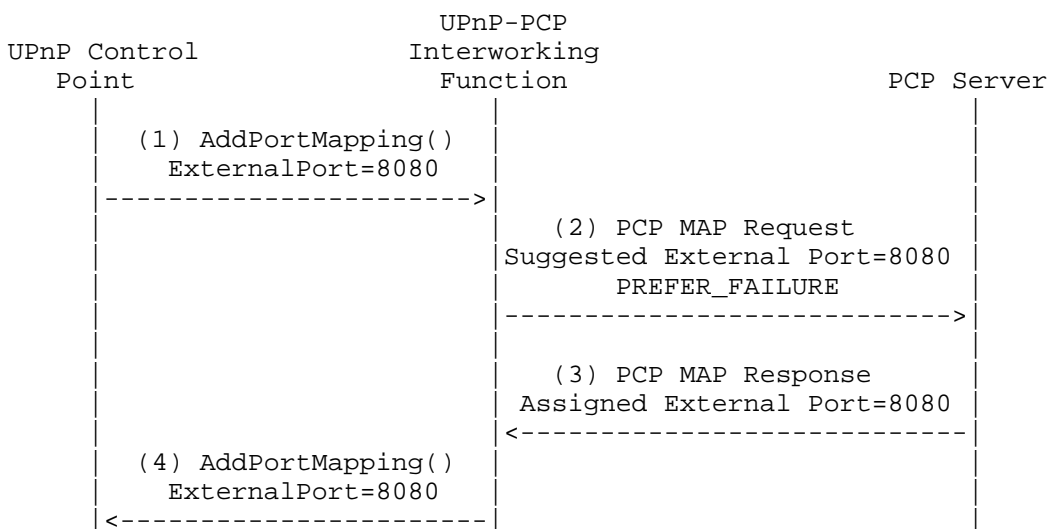 UPnP-PCP
UPnP Control Interworking
Point Function PCP Server
(1) AddPortMapping()
ExternalPort=8080
(2) PCP MAP Request
Suggested External Port=8080
PREFER_FAILURE
(3) PCP MAP Response
Assigned External Port=8080
(4) AddPortMapping()
ExternalPort=8080